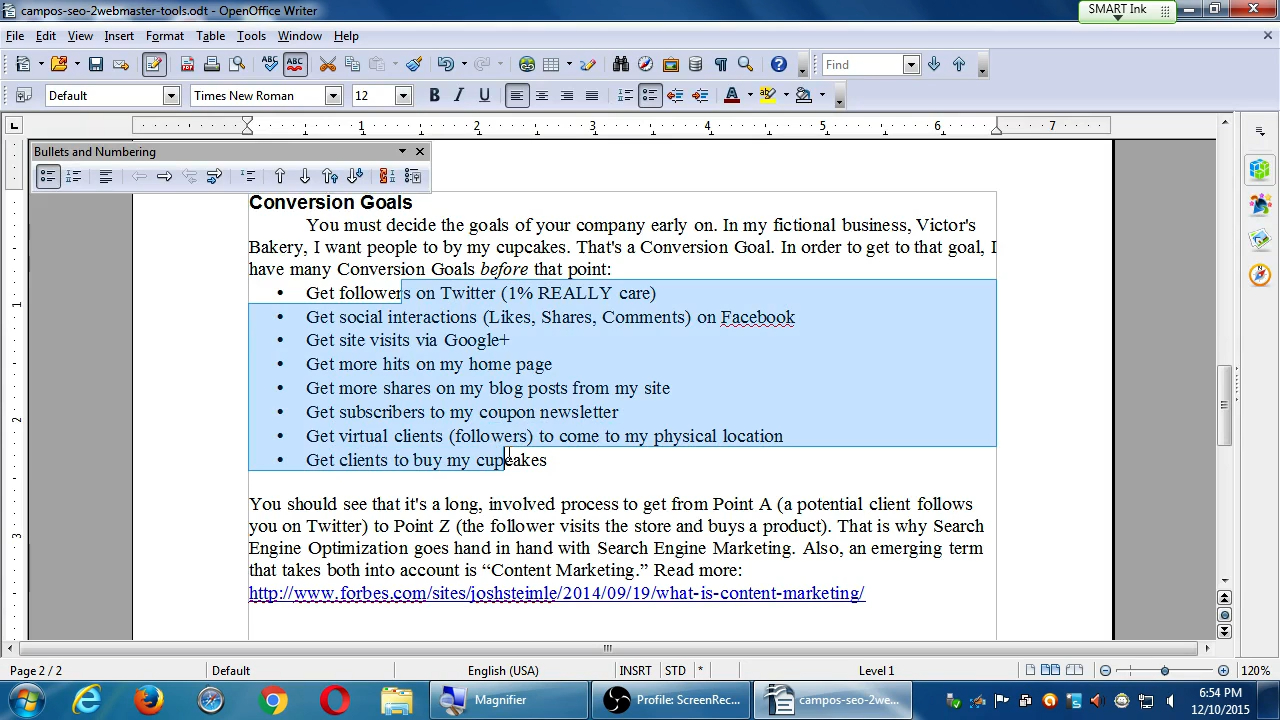 campos-seo-2webmaster-tools.odt - OpenOffice Writer
SMART Ink
File Edit View Insert Format Table Tools Window Help
Find
Default Times New Roman 12
1 2 3 4 5 6 7
Bullets and Numbering
Conversion Goals
You must decide the goals of your company early on. In my fictional business, Victor's
Bakery, I want people to by my cupcakes. That's a Conversion Goal. In order to get to that goal, I
have many Conversion Goals before that point:
• Get followers on Twitter (1% REALLY care)
• Get social interactions (Likes, Shares, Comments) on Facebook
• Get site visits via Google+
• Get more hits on my home page
• Get more shares on my blog posts from my site
• Get subscribers to my coupon newsletter
• Get virtual clients (followers) to come to my physical location
• Get clients to buy my cupcakes
You should see that it's a long, involved process to get from Point A (a potential client follows
you on Twitter) to Point Z (the follower visits the store and buys a product). That is why Search
Engine Optimization goes hand in hand with Search Engine Marketing. Also, an emerging term
that takes both into account is “Content Marketing.” Read more:
http://www.forbes.com/sites/joshsteimle/2014/09/19/what-is-content-marketing/
Page 2 / 2 Default English (USA) INSRT STD * Level 1 120%
Magnifier Profile: ScreenRec... campos-seo-2we... 6:54 PM
12/10/2015